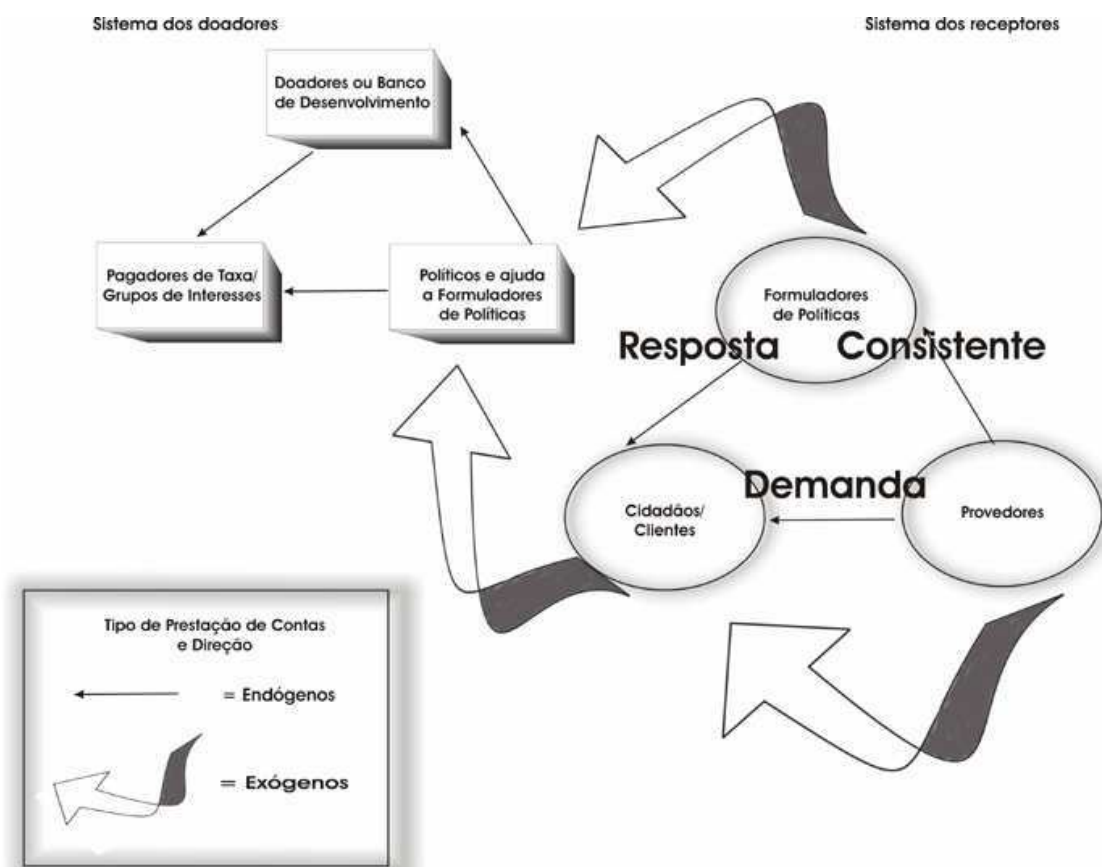 Sistema dos doadores
Sistema dos receptores
Doadores ou Banco
de Desenvolvimento
Pagadores de Taxa/
Grupos de Interesses
Políticos e ajuda
a Formuladores
de Políticas
Formuladores
de Políticas
Resposta
Consistente
Demanda
Cidadãos/
Clientes
Provedores
Tipo de Prestação de Contas
e Direção
= Endógenos
= Exógenos